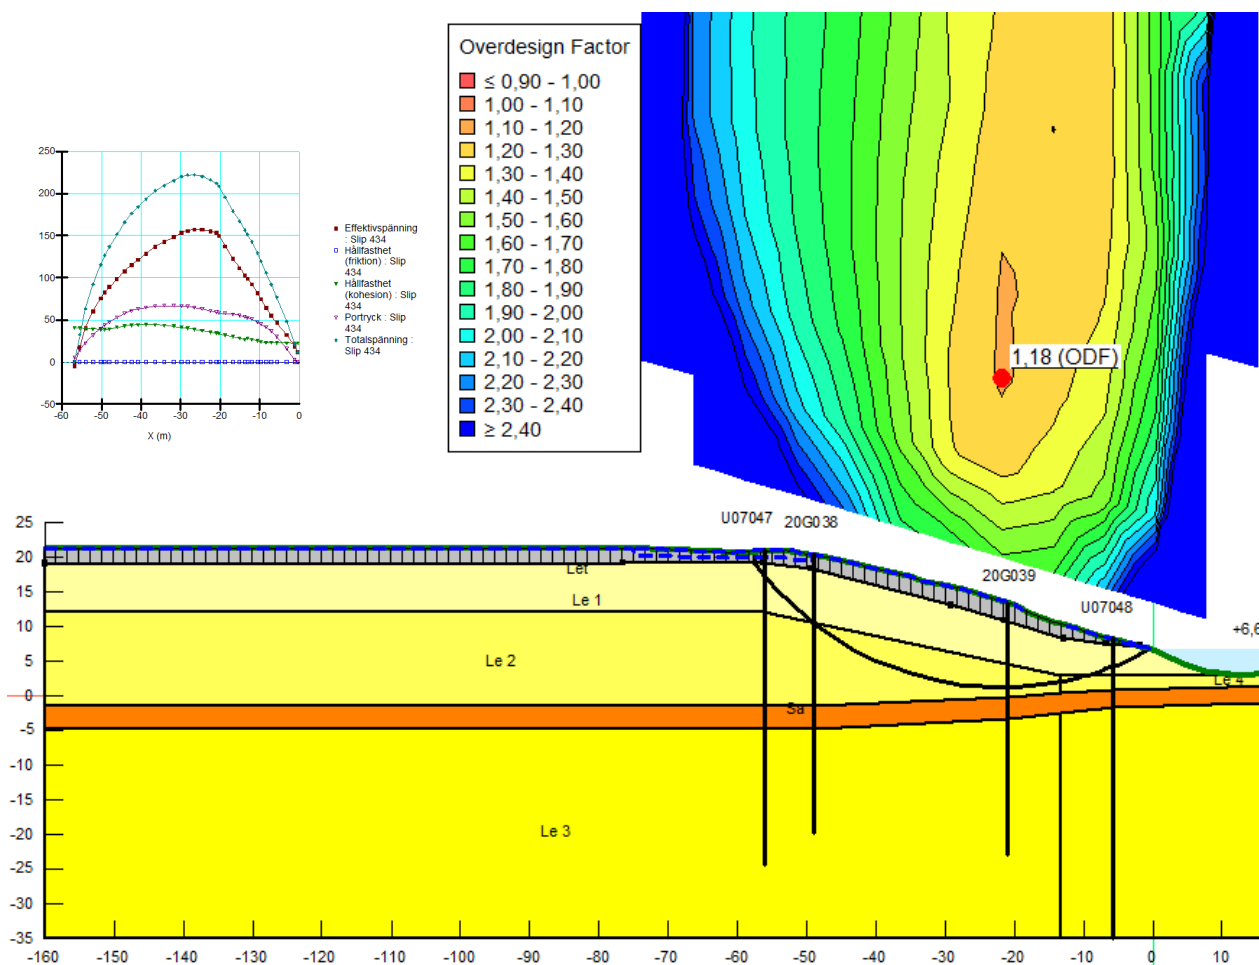 250
200
150
100
50
0
-50
-60
-50
-40
-30
-20
-10
0
X (m)
Effektivspänning
: Slip 434
Hållfasthet
(friktion) : Slip
434
Hållfasthet
(kohesion) : Slip
434
Portryck : Slip
434
Totalspänning :
Slip 434
Overdesign Factor
≤ 0,90 - 1,00
1,00 - 1,10
1,10 - 1,20
1,20 - 1,30
1,30 - 1,40
1,40 - 1,50
1,50 - 1,60
1,60 - 1,70
1,70 - 1,80
1,80 - 1,90
1,90 - 2,00
2,00 - 2,10
2,10 - 2,20
2,20 - 2,30
2,30 - 2,40
≥ 2,40
1,18 (ODF)
U07047
20G038
20G039
U07048
+6,6
25
20
15
10
5
0
-5
-10
-15
-20
-25
-30
-35
Let
Le 1
Le 2
Le 4
Sa
Le 3
-160
-150
-140
-130
-120
-110
-100
-90
-80
-70
-60
-50
-40
-30
-20
-10
0
10